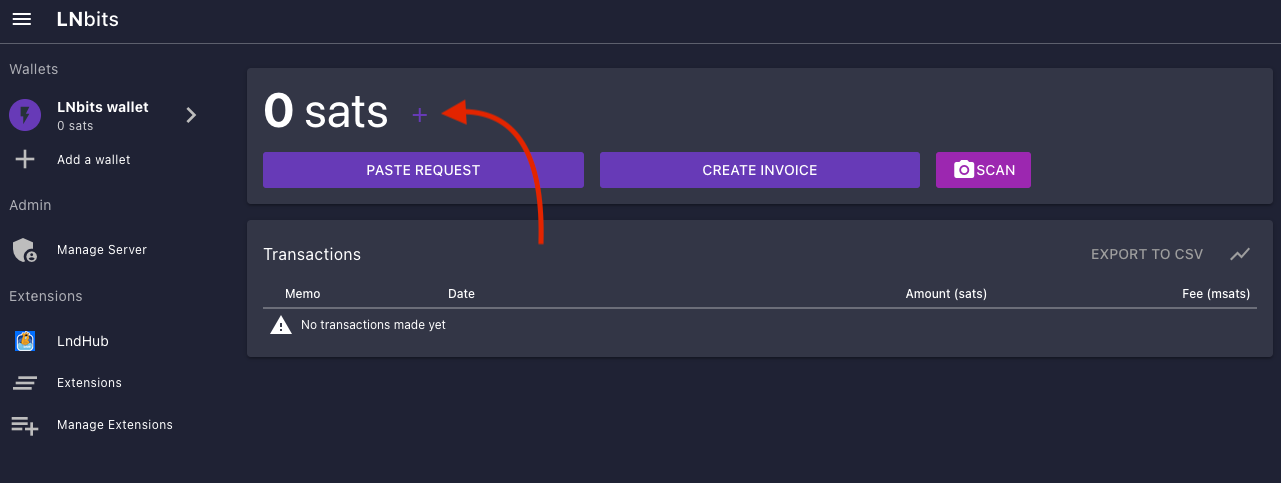 LNbits
Wallets
LNbits wallet
0 sats
Add a wallet
Admin
Manage Server
Extensions
LndHub
Extensions
Manage Extensions
0 sats +
PASTE REQUEST
CREATE INVOICE
SCAN
Transactions
EXPORT TO CSV
Memo Date Amount (sats) Fee (msats)
No transactions made yet